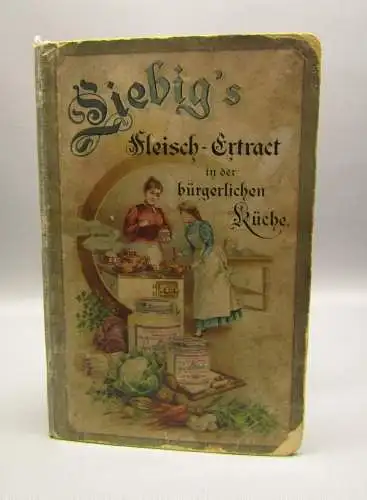 Liebig's
Fleisch-Extract
in der
bürgerlichen
Küche.